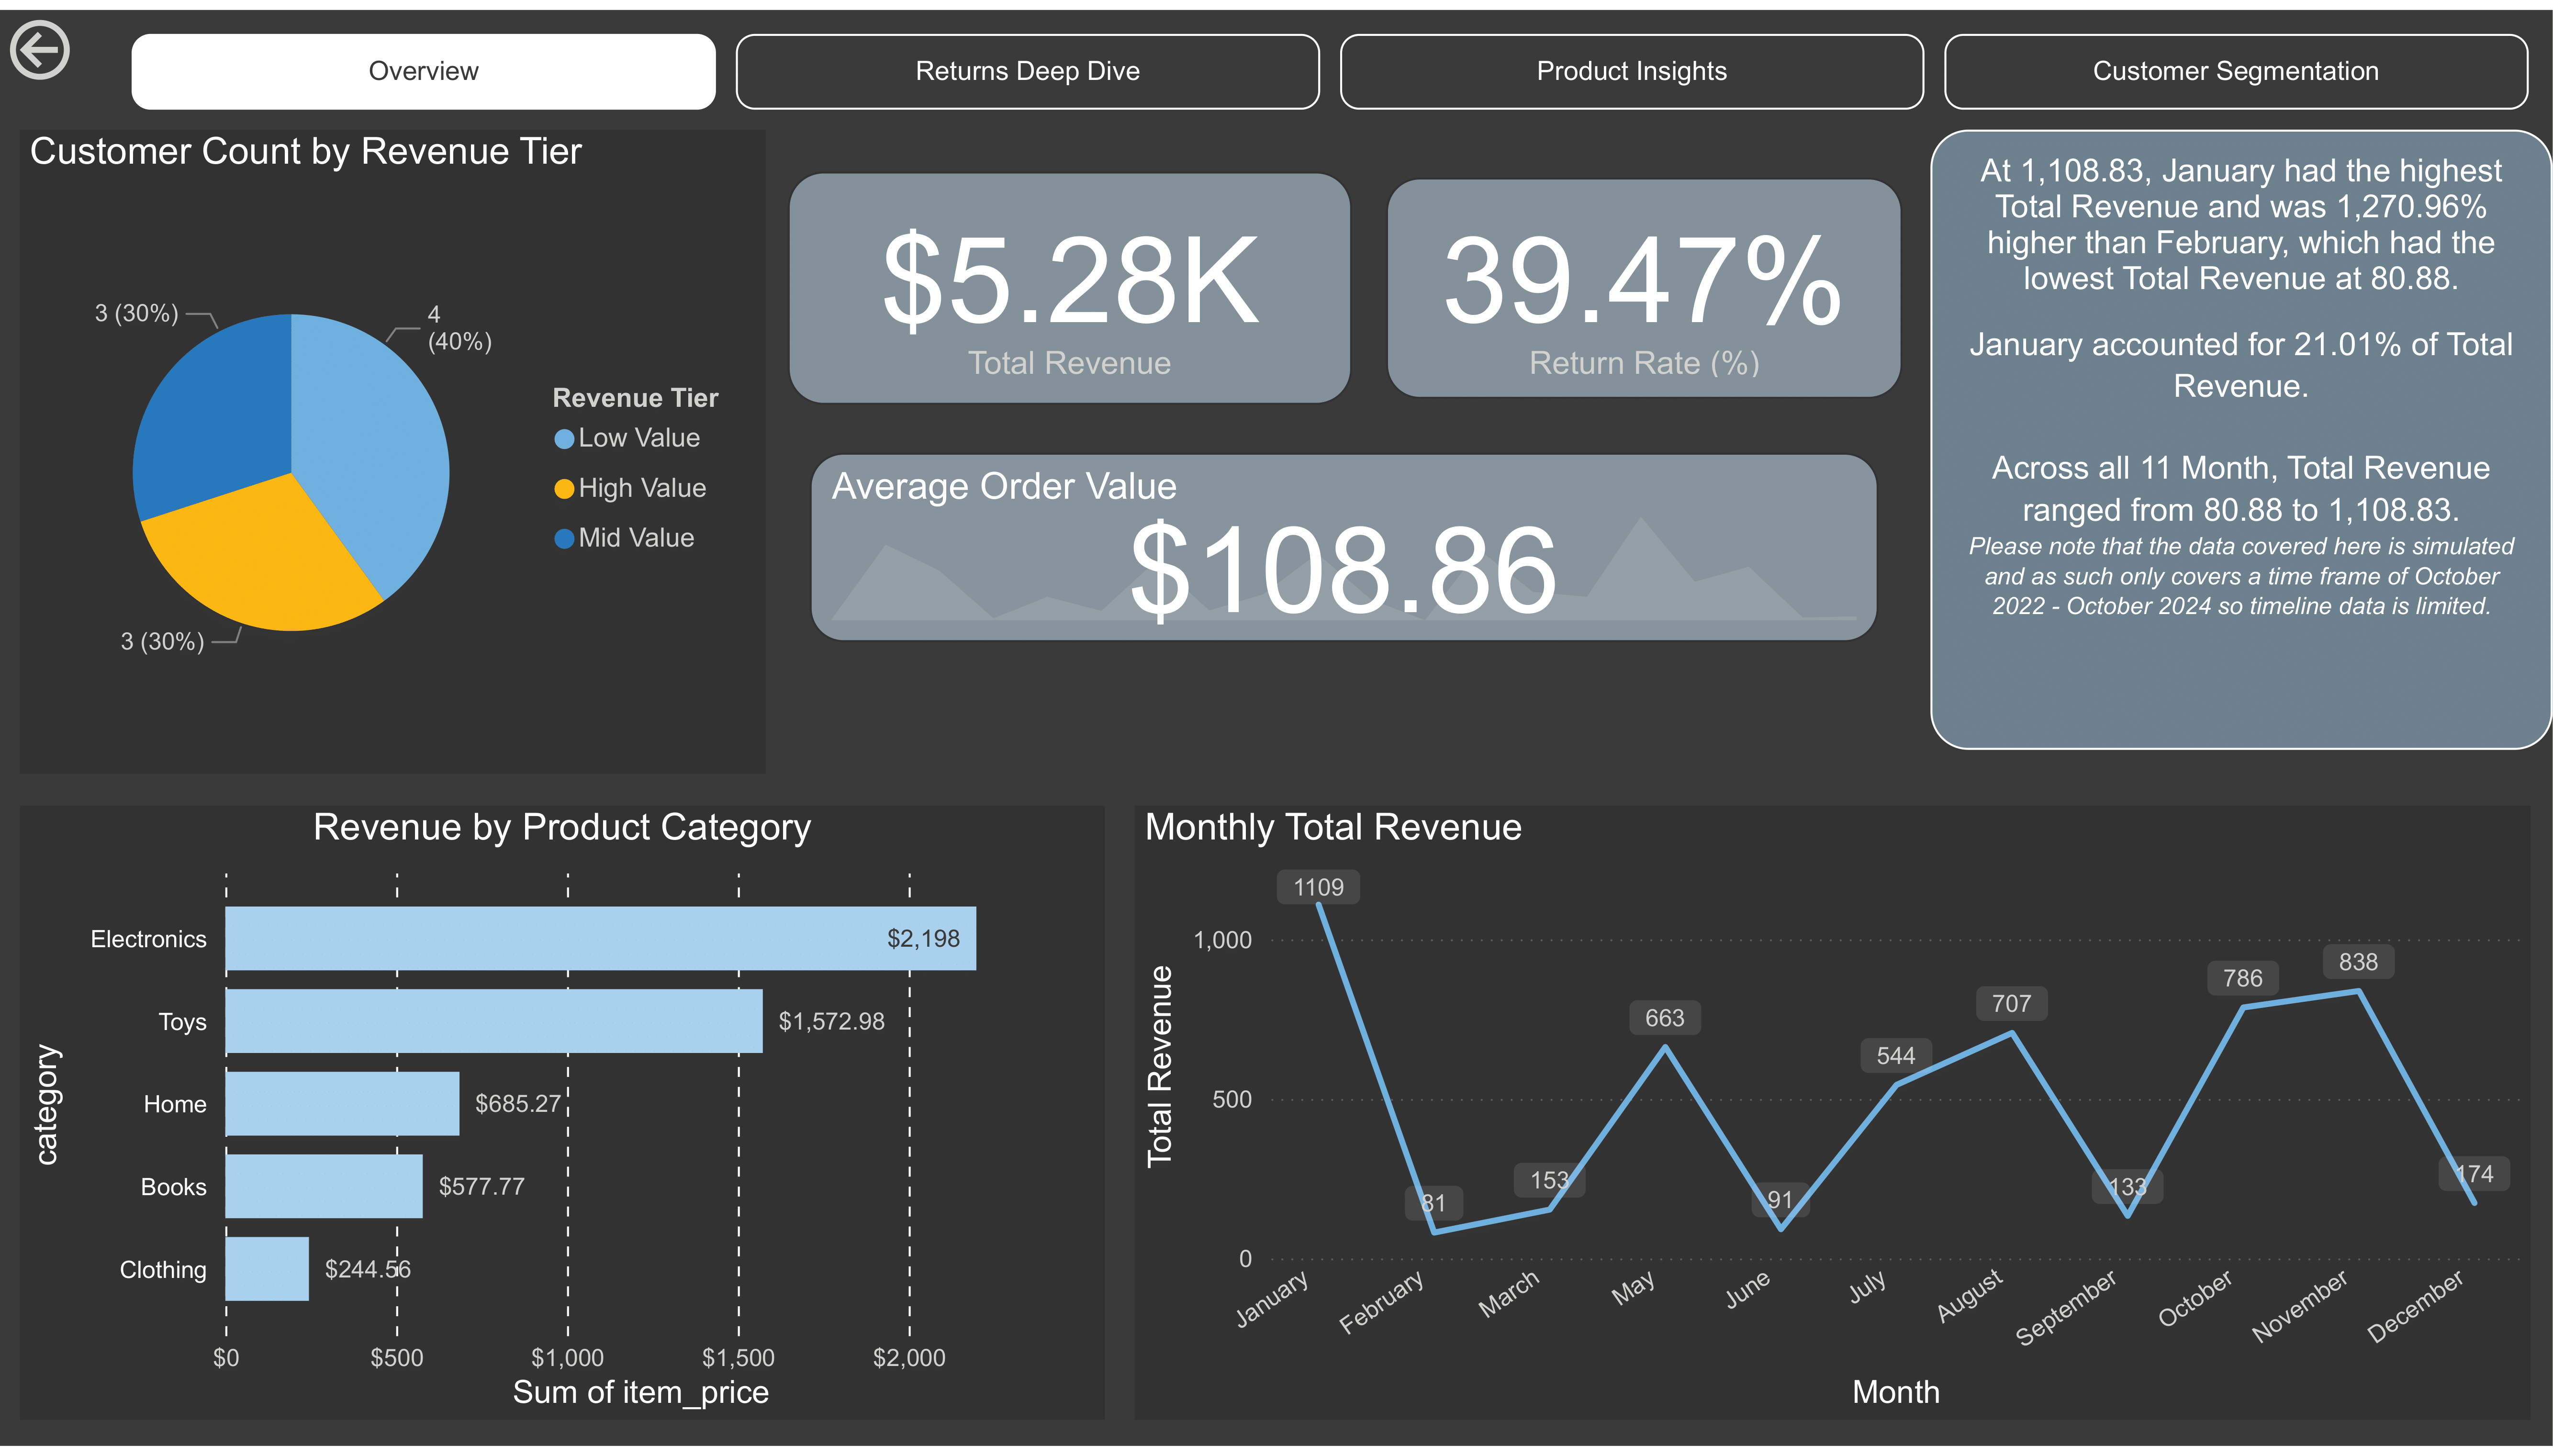 Overview
Returns Deep Dive
Product Insights
Customer Segmentation
Customer Count by Revenue Tier
3 (30%)
4
(40%)
3 (30%)
Revenue Tier
Low Value
High Value
Mid Value
$5.28K
Total Revenue
39.47%
Return Rate (%)
Average Order Value
$108.86
At 1,108.83, January had the highest
Total Revenue and was 1,270.96%
higher than February, which had the
lowest Total Revenue at 80.88.
January accounted for 21.01% of Total
Revenue.
Across all 11 Month, Total Revenue
ranged from 80.88 to 1,108.83.
Please note that the data covered here is simulated
and as such only covers a time frame of October
2022 - October 2024 so timeline data is limited.
Revenue by Product Category
category
Electronics
$2,198
Toys
$1,572.98
Home
$685.27
Books
$577.77
Clothing
$244.56
$0
$500
$1,000
$1,500
$2,000
Sum of item_price
Monthly Total Revenue
Total Revenue
1,000
500
0
1109
81
153
663
91
544
707
133
786
838
174
January
February
March
May
June
July
August
September
October
November
December
Month